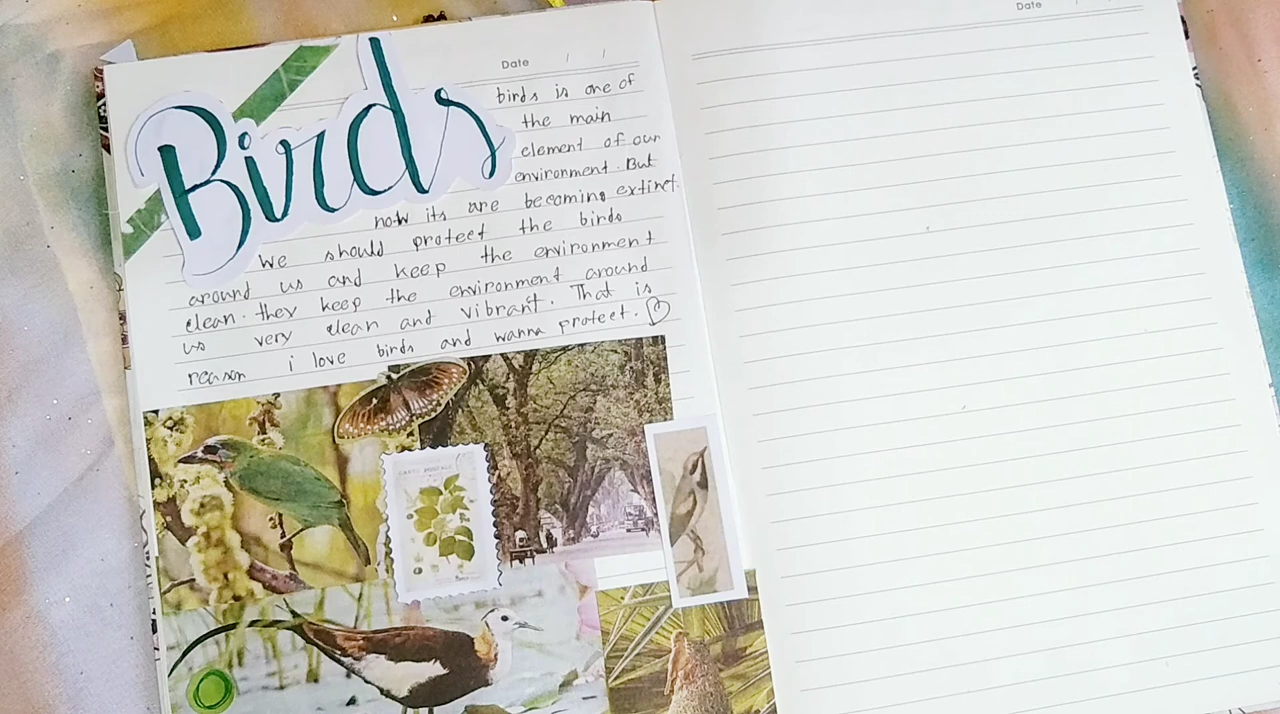 Date / /
Date / /
Birds
birds is one of
the main
element of our
environment. But
now its are becoming extinct.
We should protect the birds
around us and keep the environment
clean. they keep the environment around
us very clean and vibrant. That is
reason i love birds and wanna protect.
CARTE POSTALE